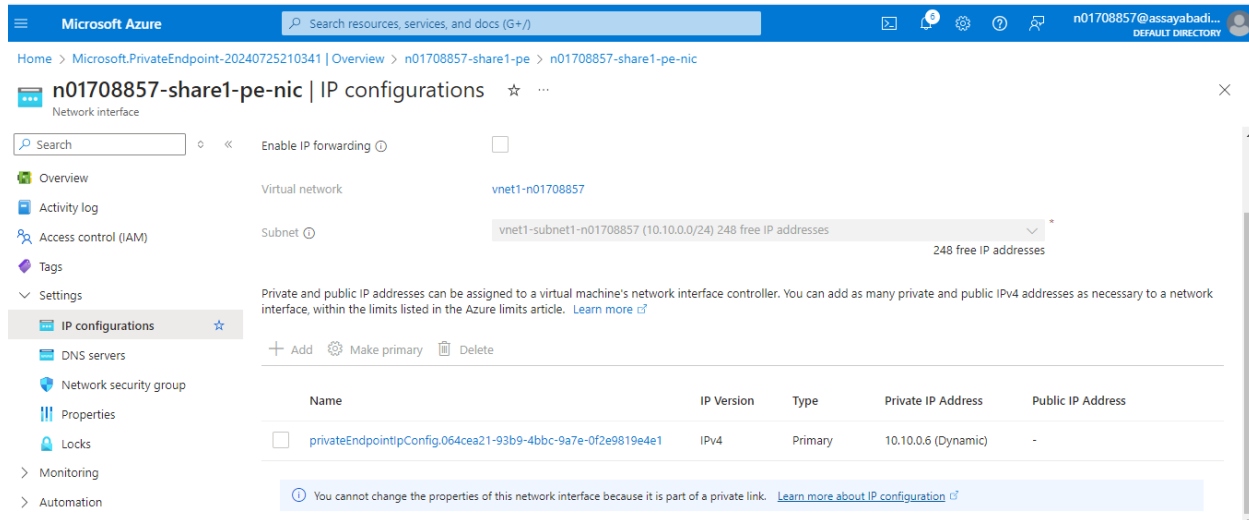 Microsoft Azure
Search resources, services, and docs (G+/)
6
n01708857@assayabadi...
DEFAULT DIRECTORY
Home > Microsoft.PrivateEndpoint-20240725210341 | Overview > n01708857-share1-pe > n01708857-share1-pe-nic
n01708857-share1-pe-nic | IP configurations
Network interface
Search
Overview
Activity log
Access control (IAM)
Tags
Settings
IP configurations
DNS servers
Network security group
Properties
Locks
Monitoring
Automation
Enable IP forwarding
Virtual network vnet1-n01708857
Subnet vnet1-subnet1-n01708857 (10.10.0.0/24) 248 free IP addresses *
248 free IP addresses
Private and public IP addresses can be assigned to a virtual machine's network interface controller. You can add as many private and public IPv4 addresses as necessary to a network
interface, within the limits listed in the Azure limits article. Learn more
Add Make primary Delete
Name IP Version Type Private IP Address Public IP Address
privateEndpointIpConfig.064cea21-93b9-4bbc-9a7e-0f2e9819e4e1 IPv4 Primary 10.10.0.6 (Dynamic) -
You cannot change the properties of this network interface because it is part of a private link. Learn more about IP configuration